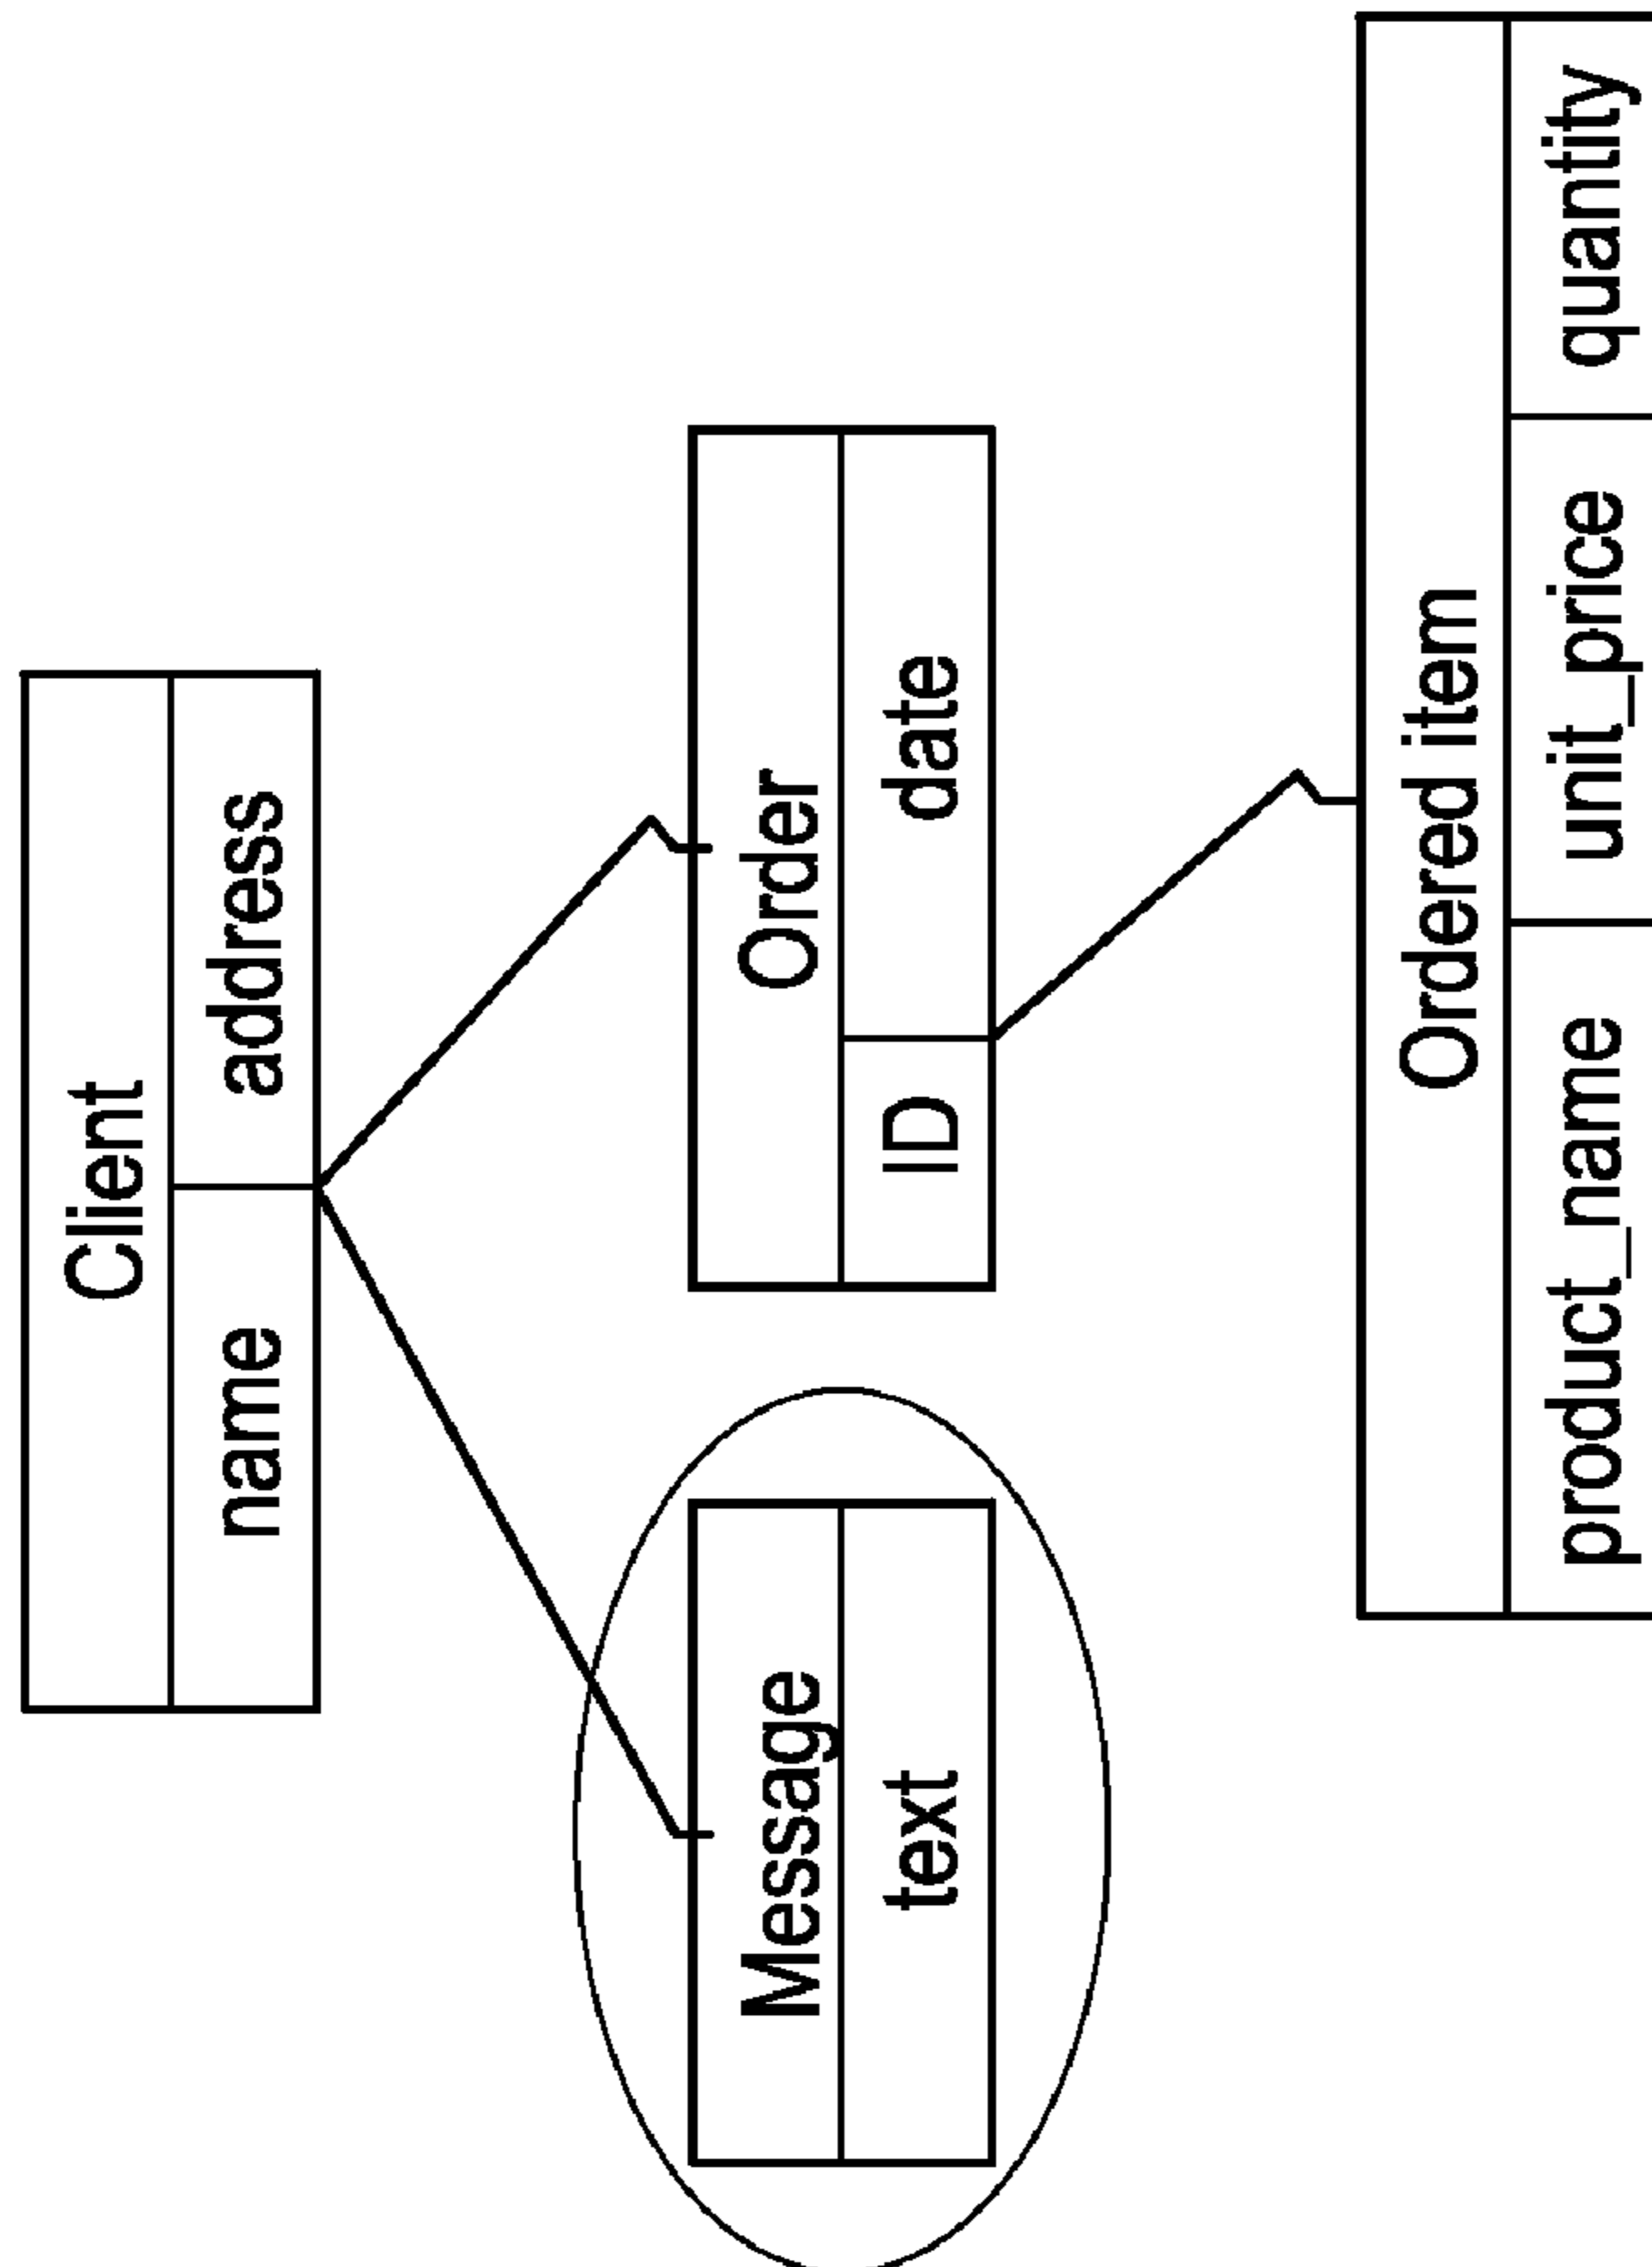 Client
name address
Message
text
Order
ID date
Ordered item
product_name unit_price quantity